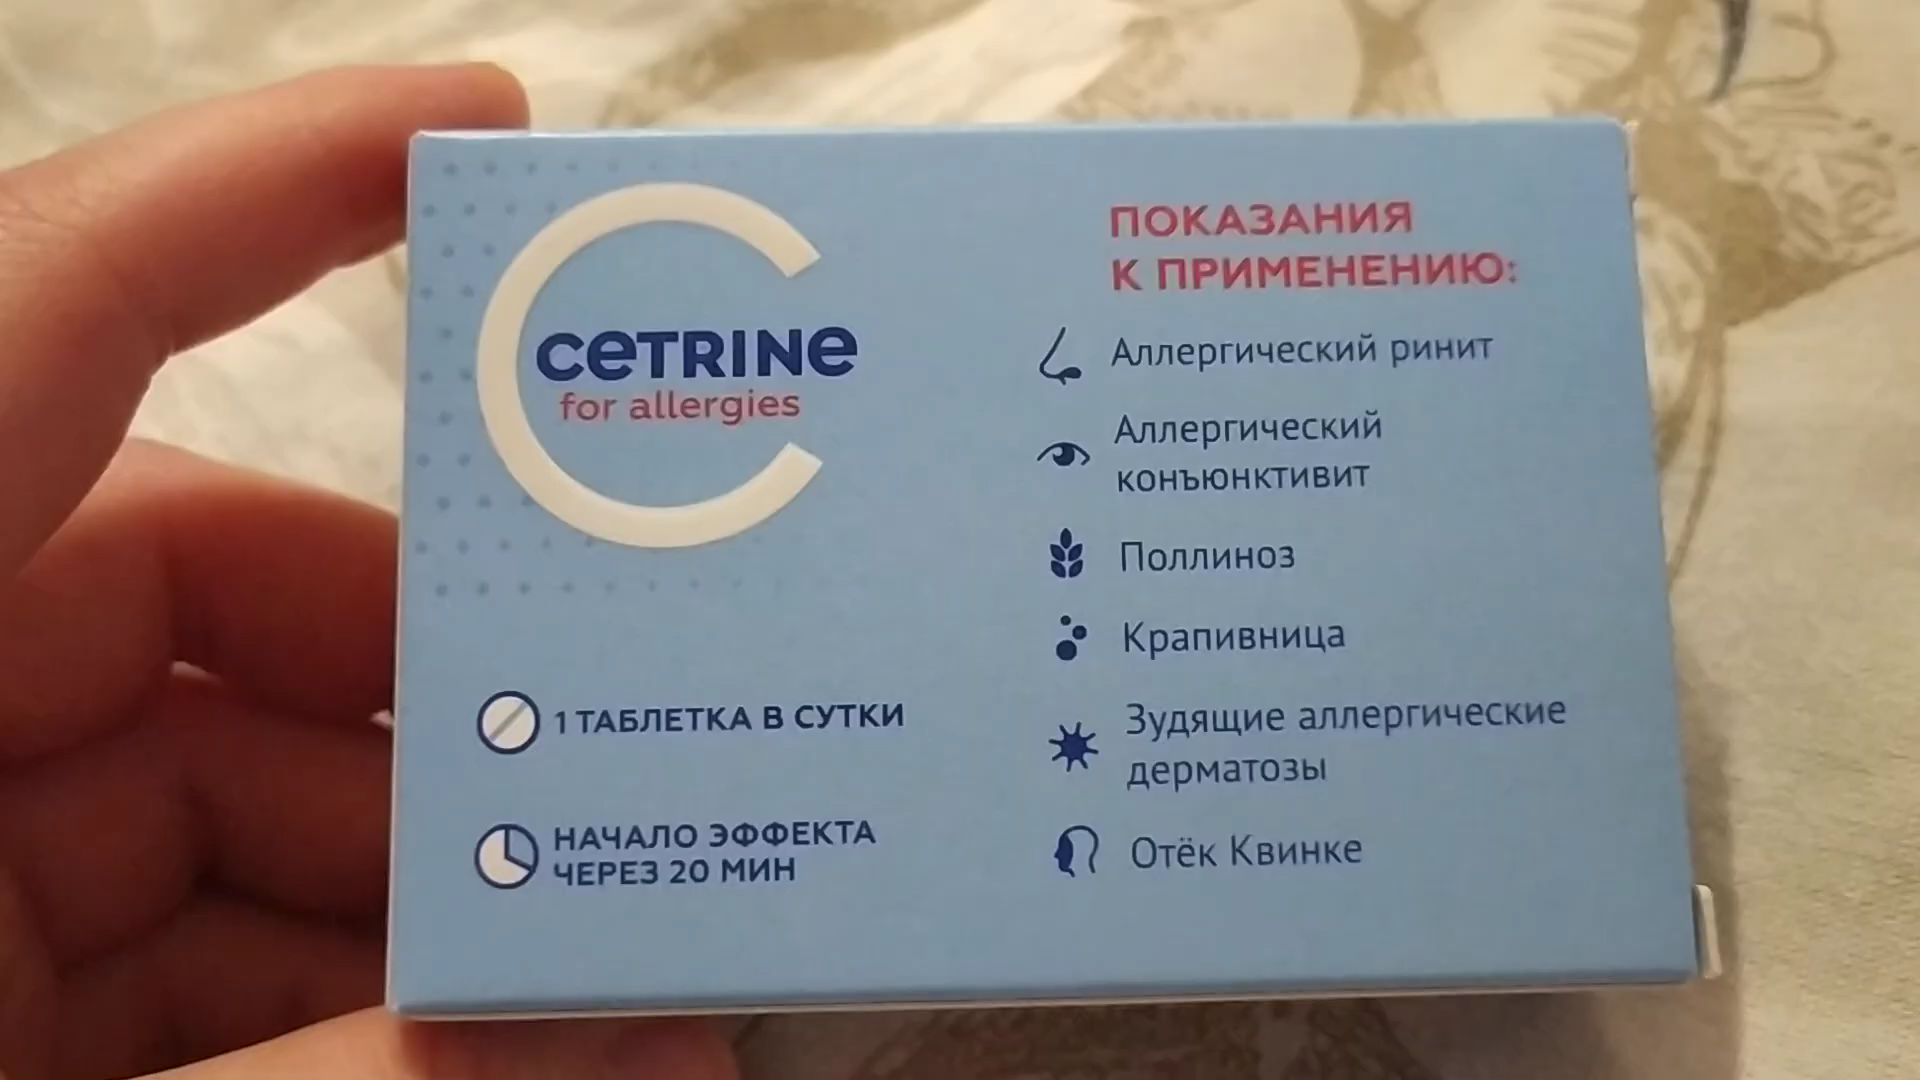 CETRINE
for allergies
1 ТАБЛЕТКА В СУТКИ
НАЧАЛО ЭФФЕКТА
ЧЕРЕЗ 20 МИН
ПОКАЗАНИЯ
К ПРИМЕНЕНИЮ:
Аллергический ринит
Аллергический
конъюнктивит
Поллиноз
Крапивница
Зудящие аллергические
дерматозы
Отёк Квинке